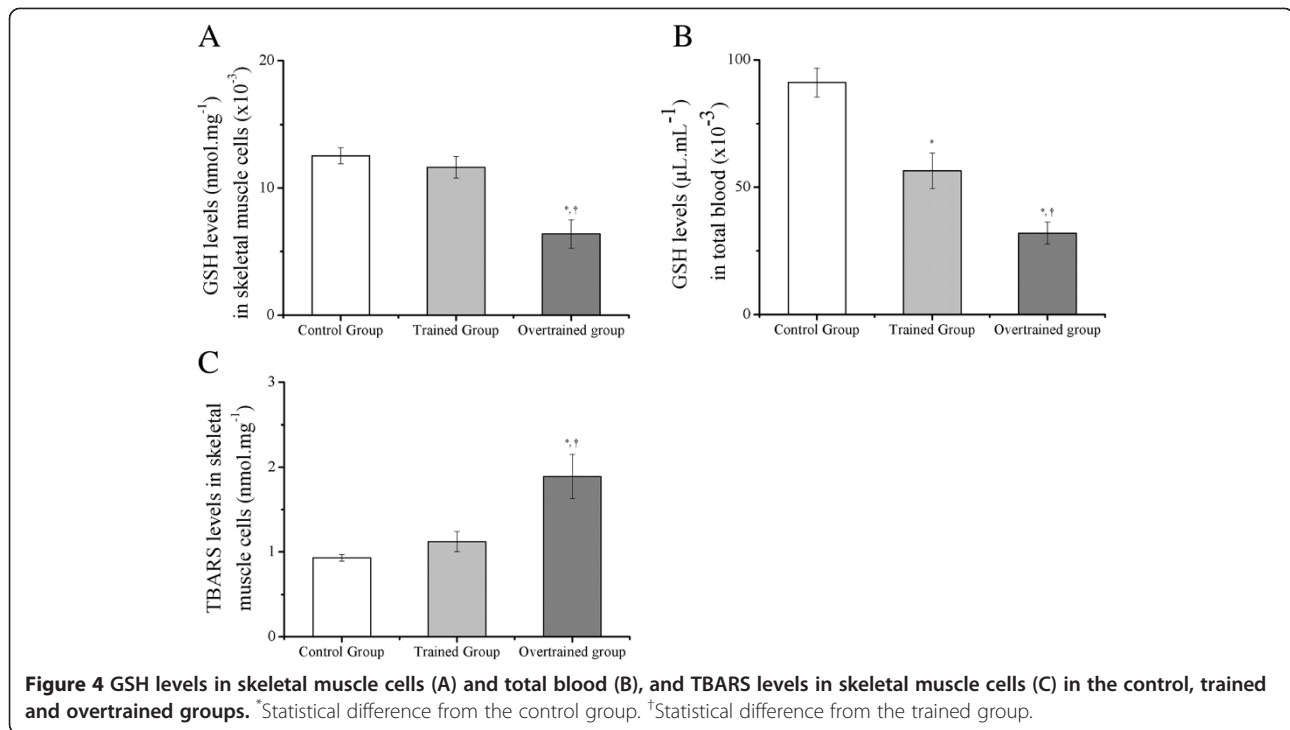 A
GSH levels (nmol.mg⁻¹)
in skeletal muscle cells (x10⁻³)
20
10
0
*,†
Control Group Trained Group Overtrained group
B
GSH levels (µL.mL⁻¹)
in total blood (x10⁻³)
100
50
0
*
*,†
Control Group Trained Group Overtrained group
C
TBARS levels in skeletal
muscle cells (nmol.mg⁻¹)
3
2
1
0
*,†
Control Group Trained Group Overtrained group
Figure 4 GSH levels in skeletal muscle cells (A) and total blood (B), and TBARS levels in skeletal muscle cells (C) in the control, trained
and overtrained groups. *Statistical difference from the control group. †Statistical difference from the trained group.